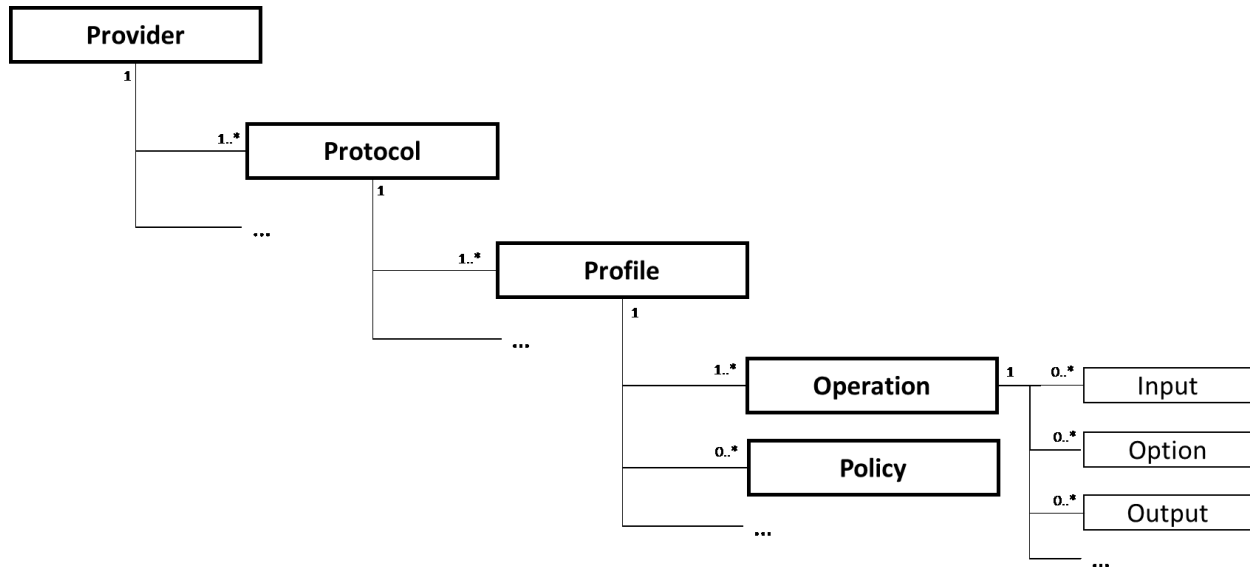 Provider
1
1..*
Protocol
...
1
1..*
Profile
...
1
1..*
Operation
1
0..*
Input
0..*
Option
0..*
Policy
0..*
Output
...
...